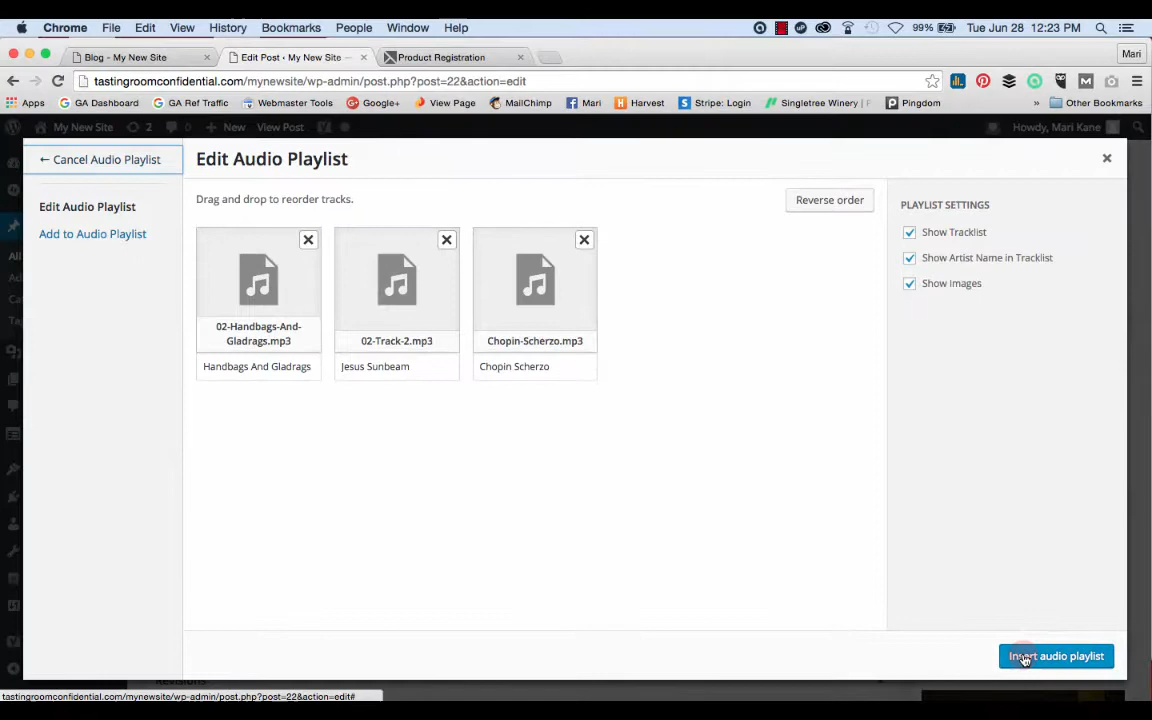 Chrome File Edit View History Bookmarks People Window Help 99% Tue Jun 28 12:23 PM
Blog - My New Site Edit Post ‹ My New Site — Product Registration Mari
tastingroomconfidential.com/mynewsite/wp-admin/post.php?post=22&action=edit
Apps GA Dashboard GA Ref Traffic Webmaster Tools Google+ View Page MailChimp Mari Harvest Stripe: Login Singletree Winery | F Pingdom » Other Bookmarks
My New Site 2 0 New View Post Howdy, Mari Kane
← Cancel Audio Playlist
Edit Audio Playlist
Edit Audio Playlist
Add to Audio Playlist
Drag and drop to reorder tracks.
Reverse order
02-Handbags-And-
Gladrags.mp3
Handbags And Gladrags
02-Track-2.mp3
Jesus Sunbeam
Chopin-Scherzo.mp3
Chopin Scherzo
PLAYLIST SETTINGS
Show Tracklist
Show Artist Name in Tracklist
Show Images
Insert audio playlist
Revisions
tastingroomconfidential.com/mynewsite/wp-admin/post.php?post=22&action=edit#